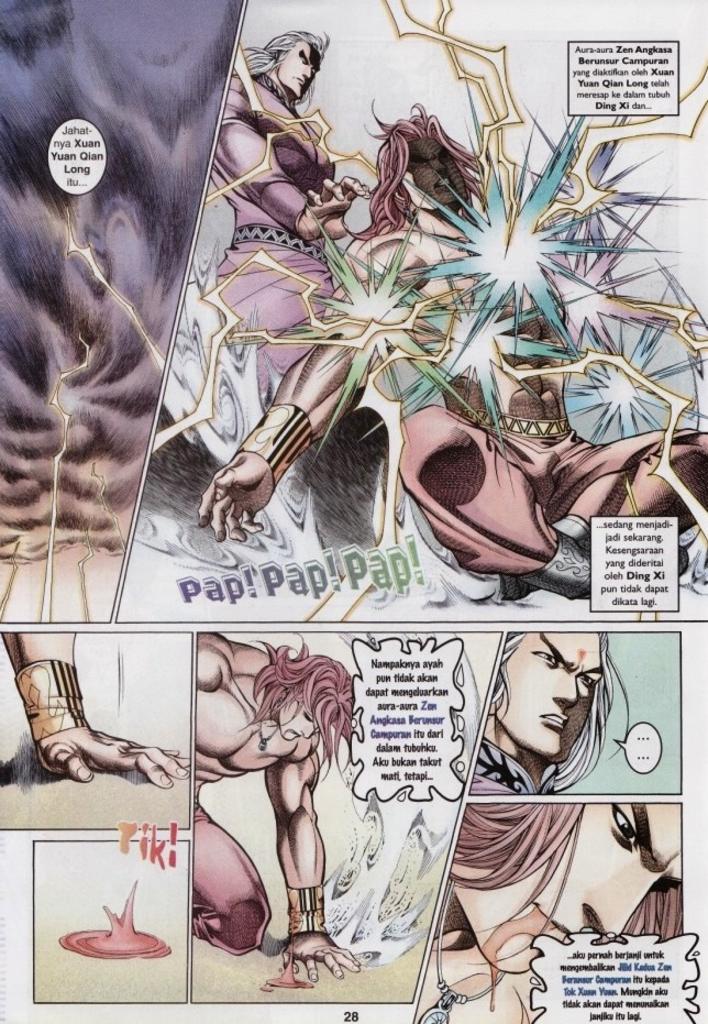 Jahat-
nya Xuan
Yuan Qian
Long
itu...
Aura-aura Zen Angkasa
Berunsur Campuran
yang diaktifkan oleh Xuan
Yuan Qian Long telah
meresap ke dalam tubuh
Ding Xi dan...
Pap! Pap! Pap!
...sedang menjadi-
jadi sekarang.
Kesengsaraan
yang dideritai
oleh Ding Xi
pun tidak dapat
dikata lagi.
Nampaknya ayah
pun tidak akan
dapat mengeluarkan
aura-aura Zen
Angkasa Berunsur
Campuran itu dari
dalam tubuhku.
Aku bukan takut
mati, tetapi...
...
...
Tik!
...aku pernah berjanji untuk
mengembalikan Jilid Kedua Zen
Berunsur Campuran itu kepada
Tok Xuan Yuan. Mungkin aku
tidak akan dapat menunaikan
janjiku itu lagi.
28